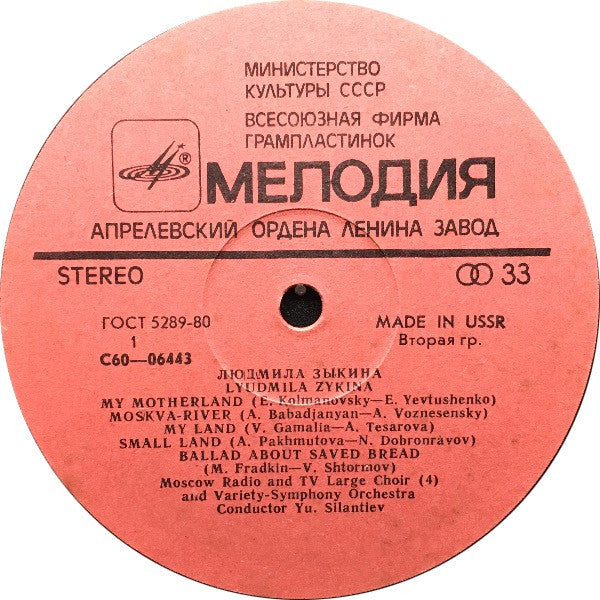 МИНИСТЕРСТВО
КУЛЬТУРЫ СССР
ВСЕСОЮЗНАЯ ФИРМА
ГРАМПЛАСТИНОК
®
МЕЛОДИЯ
АПРЕЛЕВСКИЙ ОРДЕНА ЛЕНИНА ЗАВОД
STEREO 33
ГОСТ 5289-80 MADE IN USSR
1 Вторая гр.
С60—06443
ЛЮДМИЛА ЗЫКИНА
LYUDMILA ZYKINA
MY MOTHERLAND (E. Kolmanovsky—E. Yevtushenko)
MOSKVA-RIVER (A. Babadjanyan—A. Voznesensky)
MY LAND (V. Gamalia—A. Tesarova)
SMALL LAND (A. Pakhmutova—N. Dobronravov)
BALLAD ABOUT SAVED BREAD
(M. Fradkin—V. Shtormov)
Moscow Radio and TV Large Choir (4)
and Variety-Symphony Orchestra
Conductor Yu. Silantiev